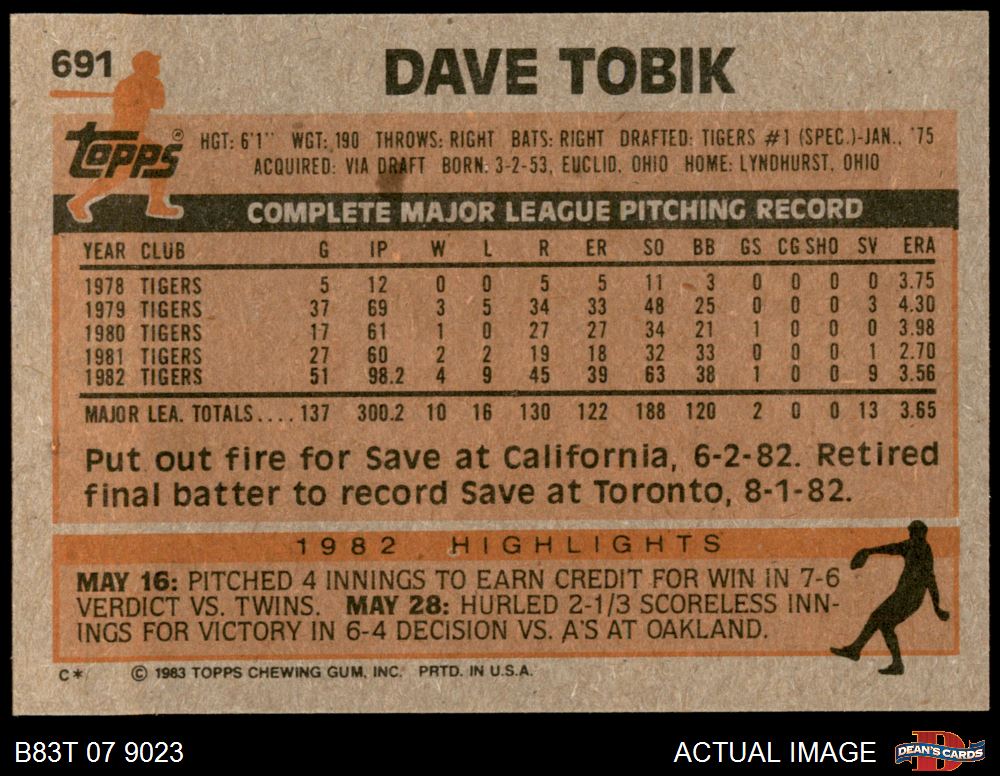 691
DAVE TOBIK
topps®
HGT: 6'1" WGT: 190 THROWS: RIGHT BATS: RIGHT DRAFTED: TIGERS #1 (SPEC.)-JAN., '75
ACQUIRED: VIA DRAFT BORN: 3-2-53, EUCLID, OHIO HOME: LYNDHURST, OHIO
COMPLETE MAJOR LEAGUE PITCHING RECORD
YEAR CLUB G IP W L R ER SO BB GS CG SHO SV ERA
1978 TIGERS 5 12 0 0 5 5 11 3 0 0 0 0 3.75
1979 TIGERS 37 69 3 5 34 33 48 25 0 0 0 3 4.30
1980 TIGERS 17 61 1 0 27 27 34 21 1 0 0 0 3.98
1981 TIGERS 27 60 2 2 19 18 32 33 0 0 0 1 2.70
1982 TIGERS 51 98.2 4 9 45 39 63 38 1 0 0 9 3.56
MAJOR LEA. TOTALS.... 137 300.2 10 16 130 122 188 120 2 0 0 13 3.65
Put out fire for Save at California, 6-2-82. Retired
final batter to record Save at Toronto, 8-1-82.
1982 HIGHLIGHTS
MAY 16: PITCHED 4 INNINGS TO EARN CREDIT FOR WIN IN 7-6
VERDICT VS. TWINS. MAY 28: HURLED 2-1/3 SCORELESS INN-
INGS FOR VICTORY IN 6-4 DECISION VS. A'S AT OAKLAND.
C* © 1983 TOPPS CHEWING GUM, INC. PRTD. IN U.S.A.
B83T 07 9023
ACTUAL IMAGE
D
DEAN'S CARDS